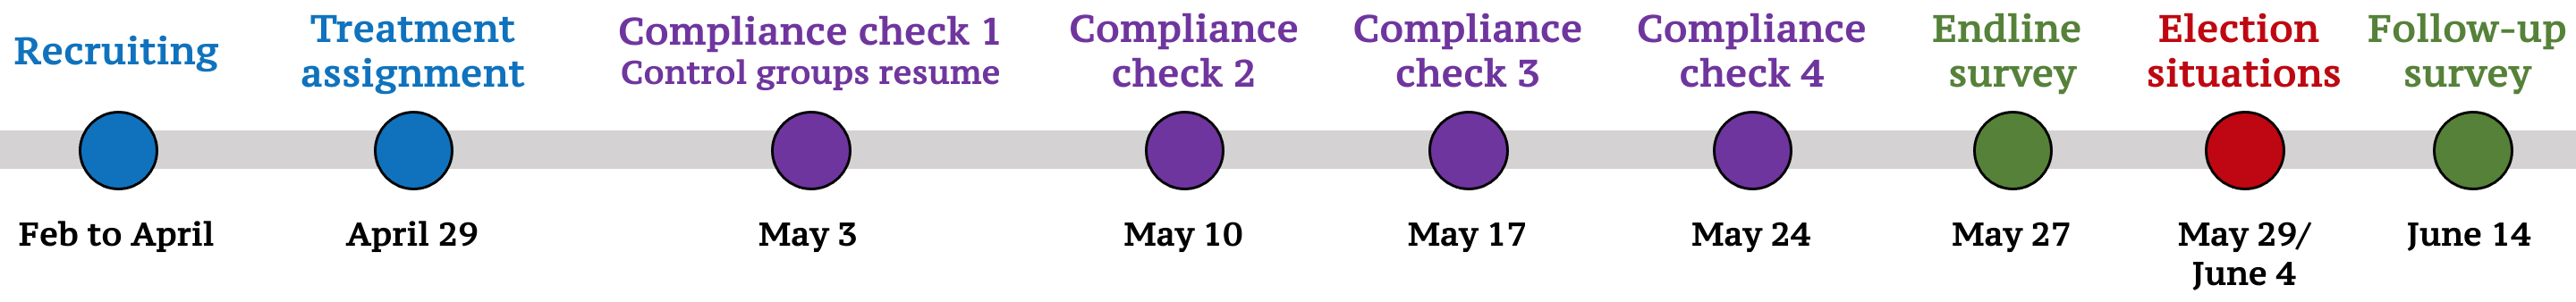 Recruiting
Treatment
assignment
Compliance check 1
Control groups resume
Compliance
check 2
Compliance
check 3
Compliance
check 4
Endline
survey
Election
situations
Follow-up
survey
Feb to April
April 29
May 3
May 10
May 17
May 24
May 27
May 29/
June 4
June 14